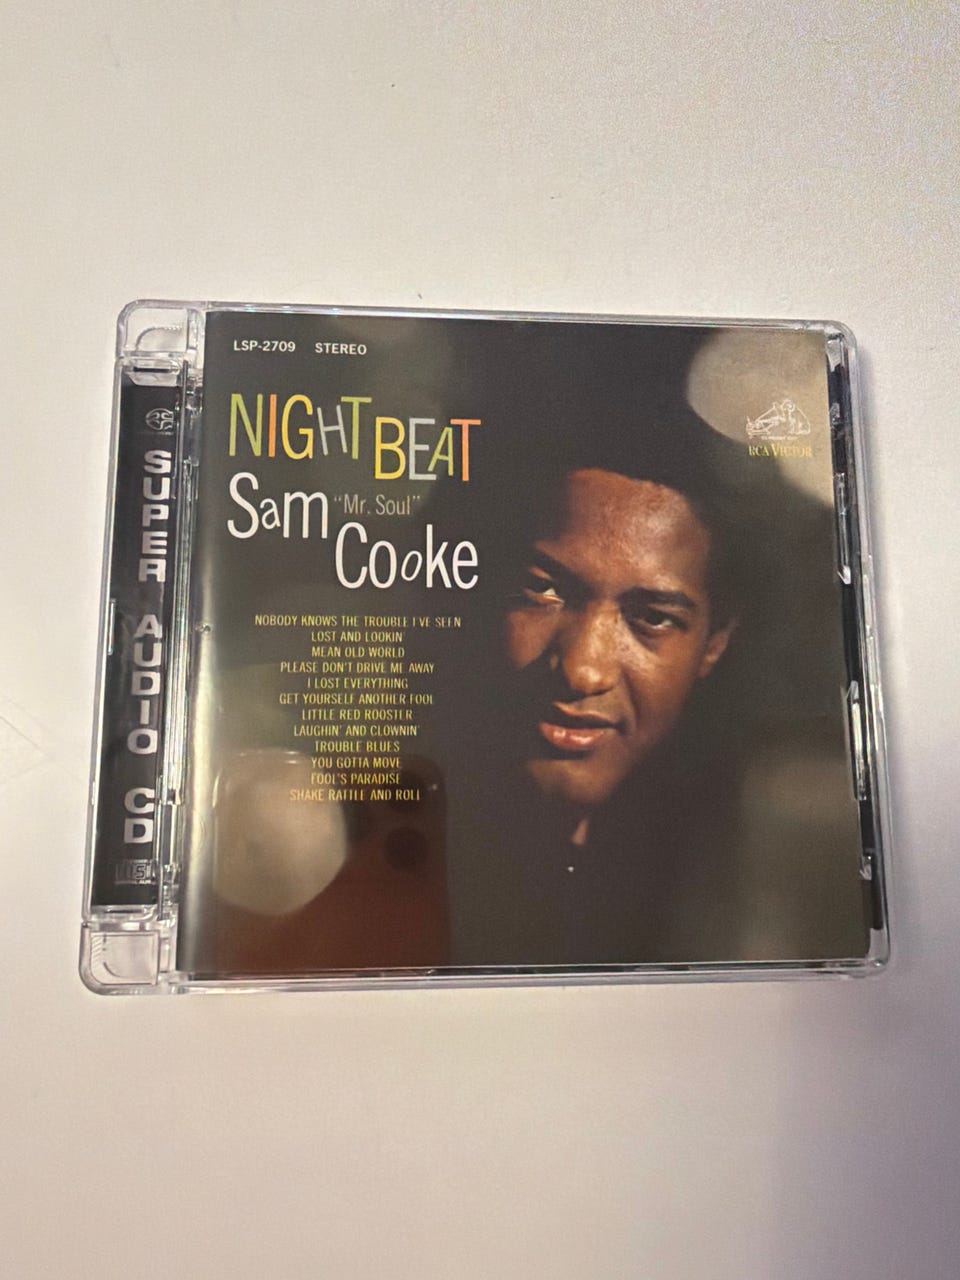 LSP-2709 STEREO
NIGHT BEAT
Sam "Mr. Soul"
Cooke
NOBODY KNOWS THE TROUBLE I'VE SEEN
LOST AND LOOKIN'
MEAN OLD WORLD
PLEASE DON'T DRIVE ME AWAY
I LOST EVERYTHING
GET YOURSELF ANOTHER FOOL
LITTLE RED ROOSTER
LAUGHIN' AND CLOWNIN'
TROUBLE BLUES
YOU GOTTA MOVE
FOOL'S PARADISE
SHAKE RATTLE AND ROLL
RCA VICTOR
SUPER AUDIO CD